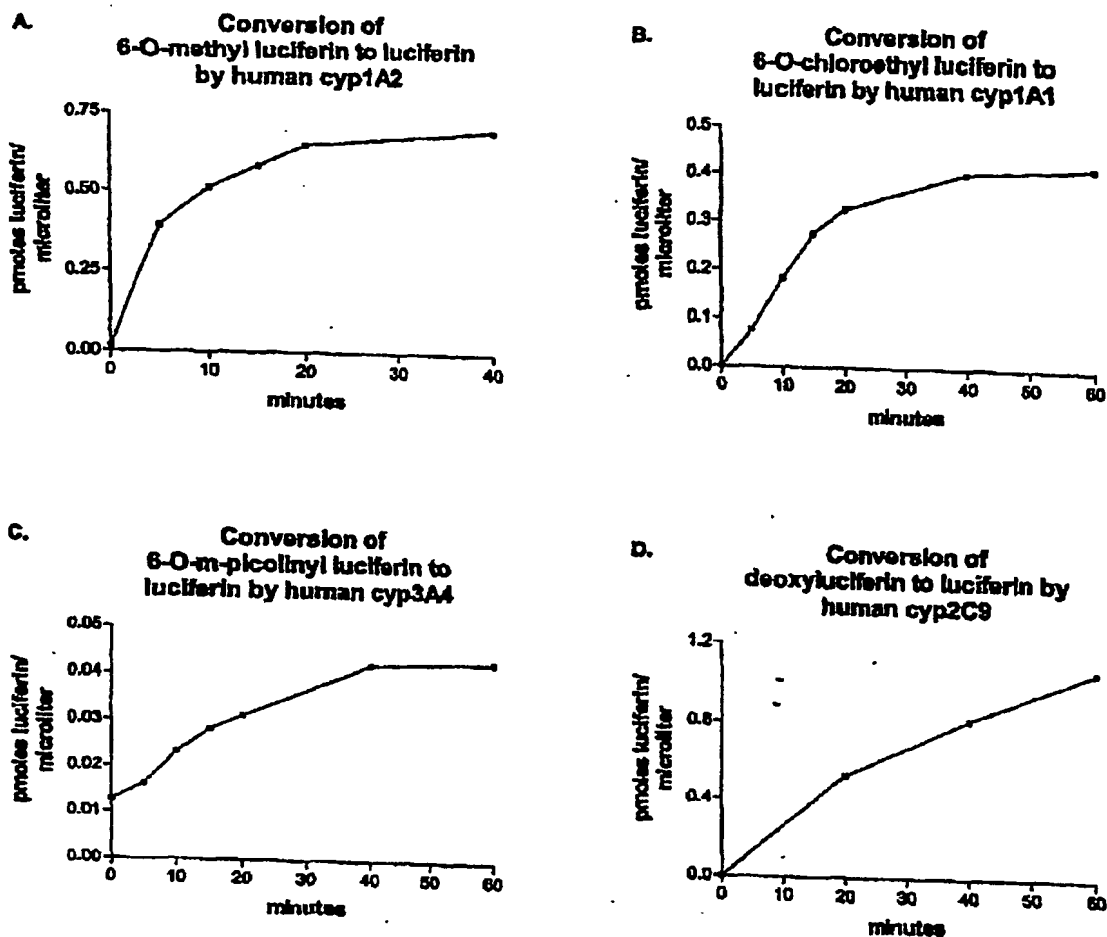 A.
Conversion of
6-O-methyl luciferin to luciferin
by human cyp1A2
pmoles luciferin/
microliter
0.75
0.50
0.25
0.00
0 10 20 30 40
minutes
B.
Conversion of
6-O-chloroethyl luciferin to
luciferin by human cyp1A1
pmoles luciferin/
microliter
0.5
0.4
0.3
0.2
0.1
0.0
0 10 20 30 40 50 60
minutes
C.
Conversion of
6-O-m-picolinyl luciferin to
luciferin by human cyp3A4
pmoles luciferin/
microliter
0.05
0.04
0.03
0.02
0.01
0.00
0 10 20 30 40 50 60
minutes
D.
Conversion of
deoxyluciferin to luciferin by
human cyp2C9
pmoles luciferin/
microliter
1.2
0.8
0.4
0.0
0 10 20 30 40 50 60
minutes